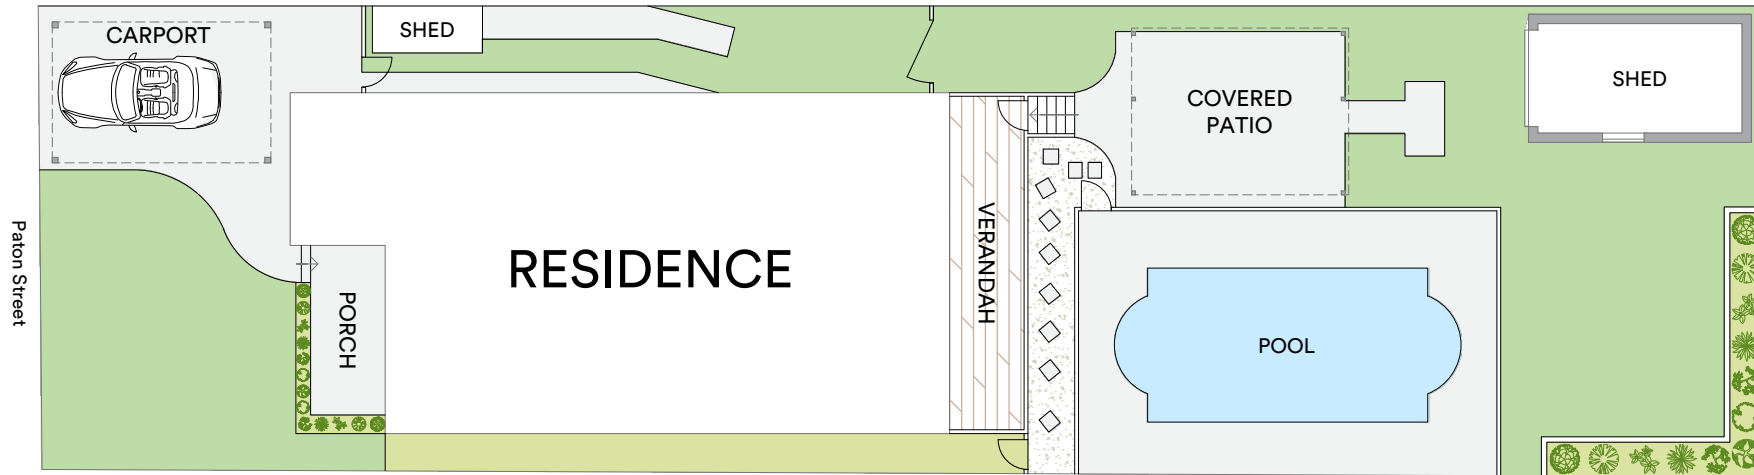 CARPORT
SHED
COVERED
PATIO
SHED
RESIDENCE
VERANDAH
PORCH
POOL
Paton Street